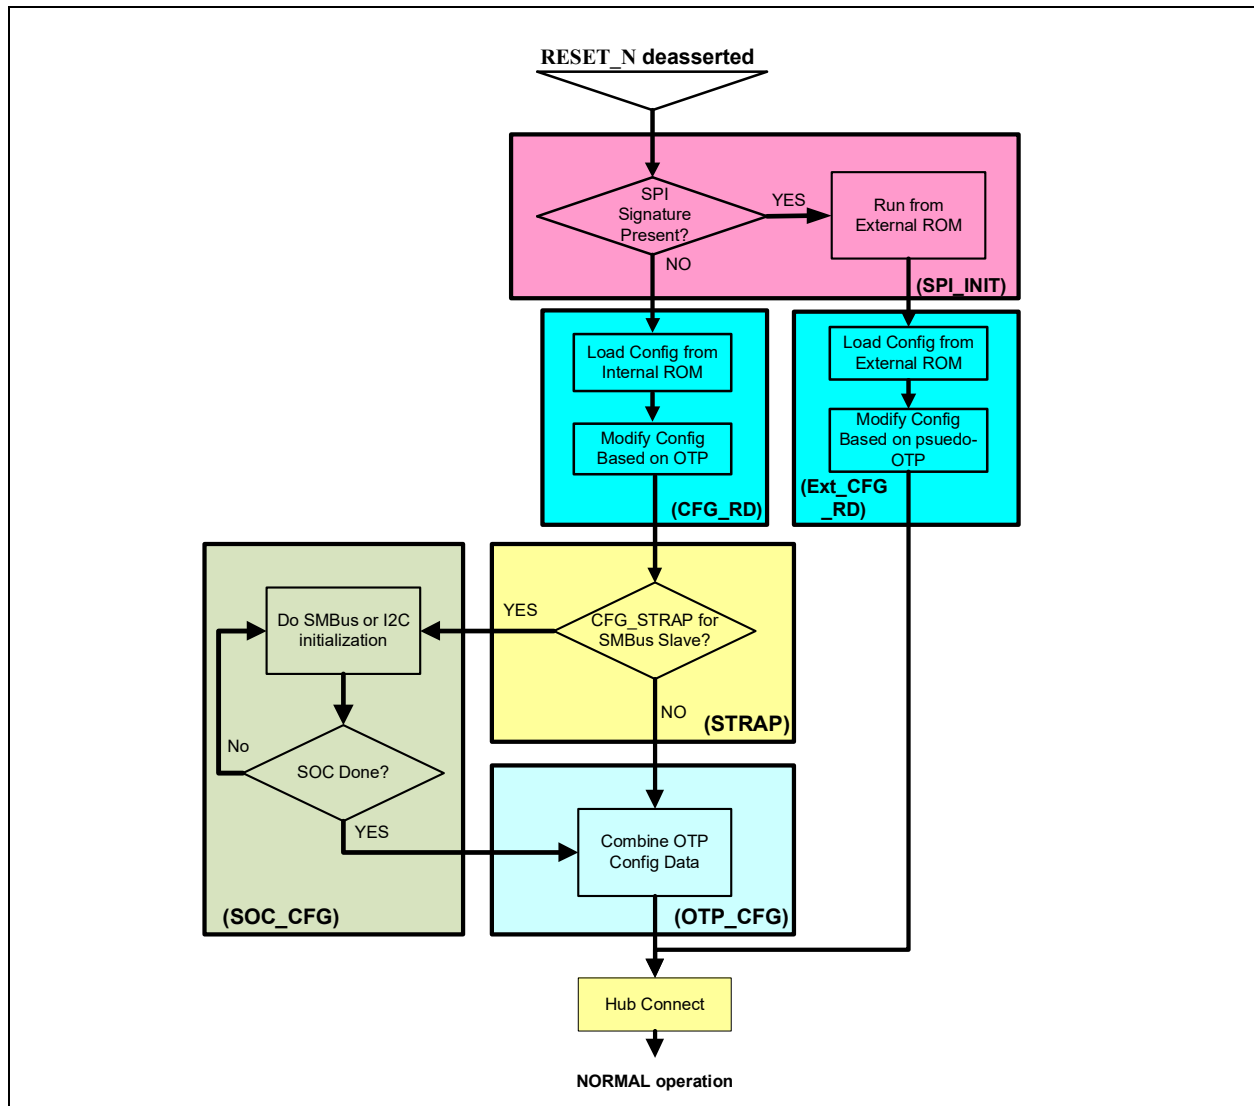 RESET_N deasserted
SPI
Signature
Present?
YES
Run from
External ROM
NO
(SPI_INIT)
Load Config from
Internal ROM
Load Config from
External ROM
Modify Config
Based on OTP
Modify Config
Based on psuedo-
OTP
(CFG_RD)
(Ext_CFG
_RD)
Do SMBus or I2C
initialization
YES
CFG_STRAP for
SMBus Slave?
NO
(STRAP)
No
SOC Done?
YES
Combine OTP
Config Data
(SOC_CFG)
(OTP_CFG)
Hub Connect
NORMAL operation